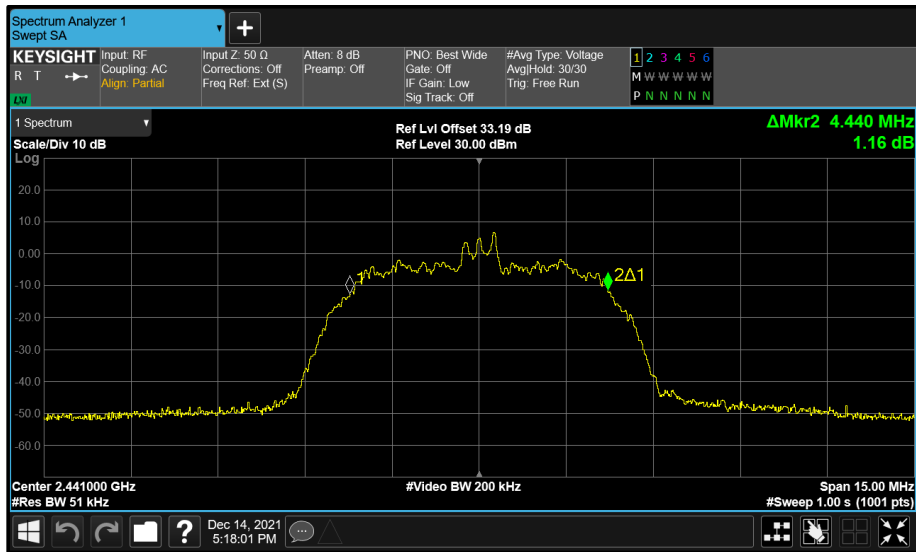 Spectrum Analyzer 1
Swept SA
KEYSIGHT
R T
LXI
Input: RF
Coupling: AC
Align: Partial
Input Z: 50 Ω
Corrections: Off
Freq Ref: Ext (S)
Atten: 8 dB
Preamp: Off
PNO: Best Wide
Gate: Off
IF Gain: Low
Sig Track: Off
#Avg Type: Voltage
Avg|Hold: 30/30
Trig: Free Run
1 2 3 4 5 6
M W W W W W
P N N N N N
1 Spectrum
Scale/Div 10 dB
Ref Lvl Offset 33.19 dB
Ref Level 30.00 dBm
ΔMkr2 4.440 MHz
1.16 dB
Log
20.0
10.0
0.00
-10.0
-20.0
-30.0
-40.0
-50.0
-60.0
1
2Δ1
Center 2.441000 GHz
#Res BW 51 kHz
#Video BW 200 kHz
Span 15.00 MHz
#Sweep 1.00 s (1001 pts)
?
Dec 14, 2021
5:18:01 PM